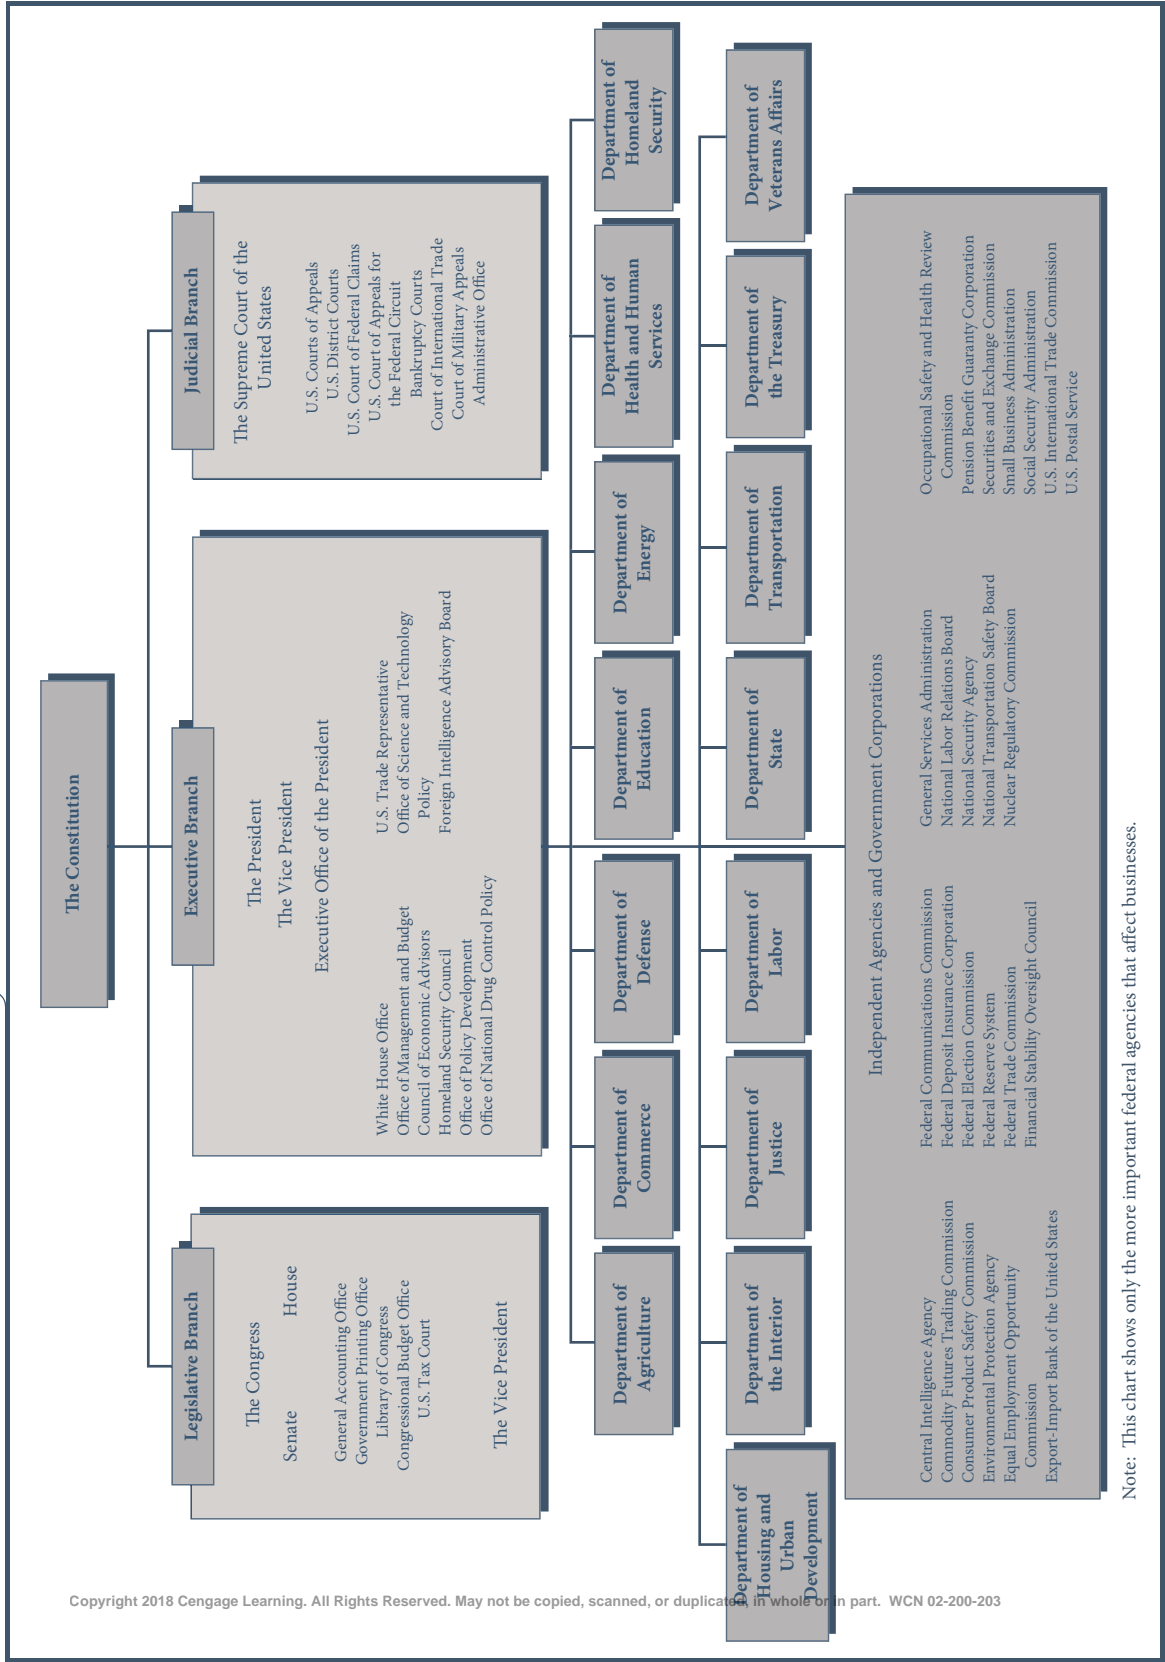 The Constitution
Legislative Branch
The Congress
Senate House
General Accounting Office
Government Printing Office
Library of Congress
Congressional Budget Office
U.S. Tax Court
The Vice President
Executive Branch
The President
The Vice President
Executive Office of the President
White House Office
Office of Management and Budget
Council of Economic Advisors
Homeland Security Council
Office of Policy Development
Office of National Drug Control Policy
U.S. Trade Representative
Office of Science and Technology
Policy
Foreign Intelligence Advisory Board
Judicial Branch
The Supreme Court of the
United States
U.S. Courts of Appeals
U.S. District Courts
U.S. Court of Federal Claims
U.S. Court of Appeals for
the Federal Circuit
Bankruptcy Courts
Court of International Trade
Court of Military Appeals
Administrative Office
Department of
Agriculture
Department of
Commerce
Department of
Defense
Department of
Education
Department of
Energy
Department of
Health and Human
Services
Department of
Homeland
Security
Department of
Housing and
Urban
Development
Department of
the Interior
Department of
Justice
Department of
Labor
Department of
State
Department of
Transportation
Department of
the Treasury
Department of
Veterans Affairs
Independent Agencies and Government Corporations
Central Intelligence Agency
Commodity Futures Trading Commission
Consumer Product Safety Commission
Environmental Protection Agency
Equal Employment Opportunity
Commission
Export-Import Bank of the United States
Federal Communications Commission
Federal Deposit Insurance Corporation
Federal Election Commission
Federal Reserve System
Federal Trade Commission
Financial Stability Oversight Council
General Services Administration
National Labor Relations Board
National Security Agency
National Transportation Safety Board
Nuclear Regulatory Commission
Occupational Safety and Health Review
Commission
Pension Benefit Guaranty Corporation
Securities and Exchange Commission
Small Business Administration
Social Security Administration
U.S. International Trade Commission
U.S. Postal Service
Note: This chart shows only the more important federal agencies that affect businesses.
Copyright 2018 Cengage Learning. All Rights Reserved. May not be copied, scanned, or duplicated, in whole or in part. WCN 02-200-203